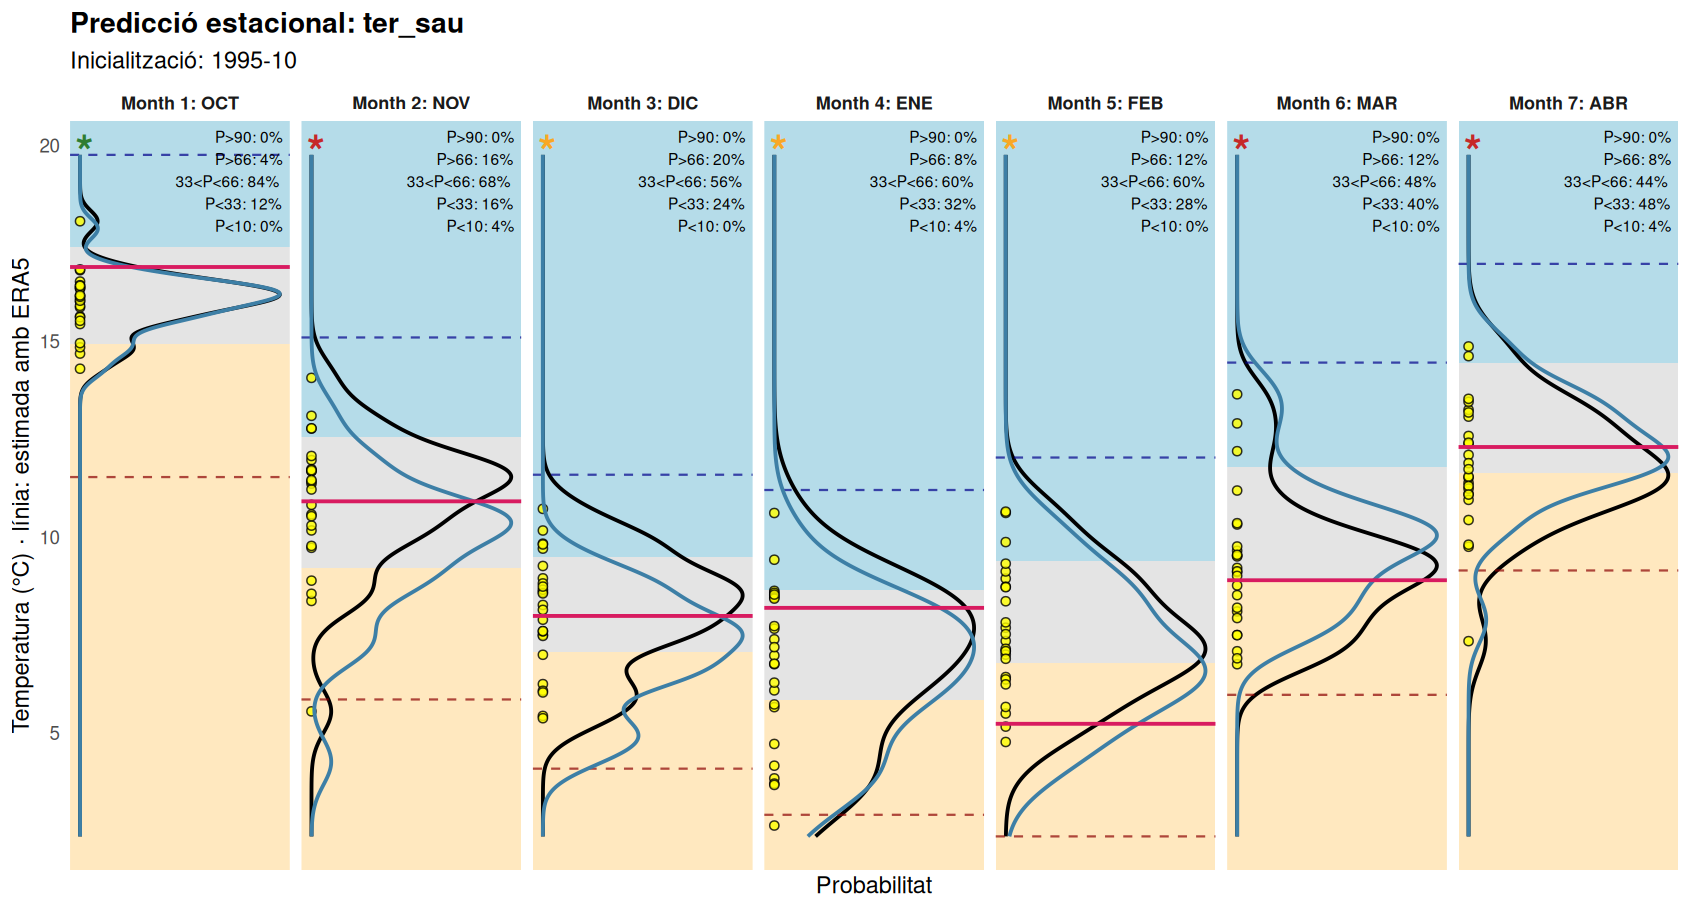 Predicció estacional: ter_sau
Inicialització: 1995-10
Month 1: OCT
Month 2: NOV
Month 3: DIC
Month 4: ENE
Month 5: FEB
Month 6: MAR
Month 7: ABR
*
P>90: 0%
P>66: 4%
33<P<66: 84%
P<33: 12%
P<10: 0%
*
P>90: 0%
P>66: 16%
33<P<66: 68%
P<33: 16%
P<10: 4%
*
P>90: 0%
P>66: 20%
33<P<66: 56%
P<33: 24%
P<10: 0%
*
P>90: 0%
P>66: 8%
33<P<66: 60%
P<33: 32%
P<10: 4%
*
P>90: 0%
P>66: 12%
33<P<66: 60%
P<33: 28%
P<10: 0%
*
P>90: 0%
P>66: 12%
33<P<66: 48%
P<33: 40%
P<10: 0%
*
P>90: 0%
P>66: 8%
33<P<66: 44%
P<33: 48%
P<10: 4%
20
15
10
5
Temperatura (°C) · línia: estimada amb ERA5
Probabilitat